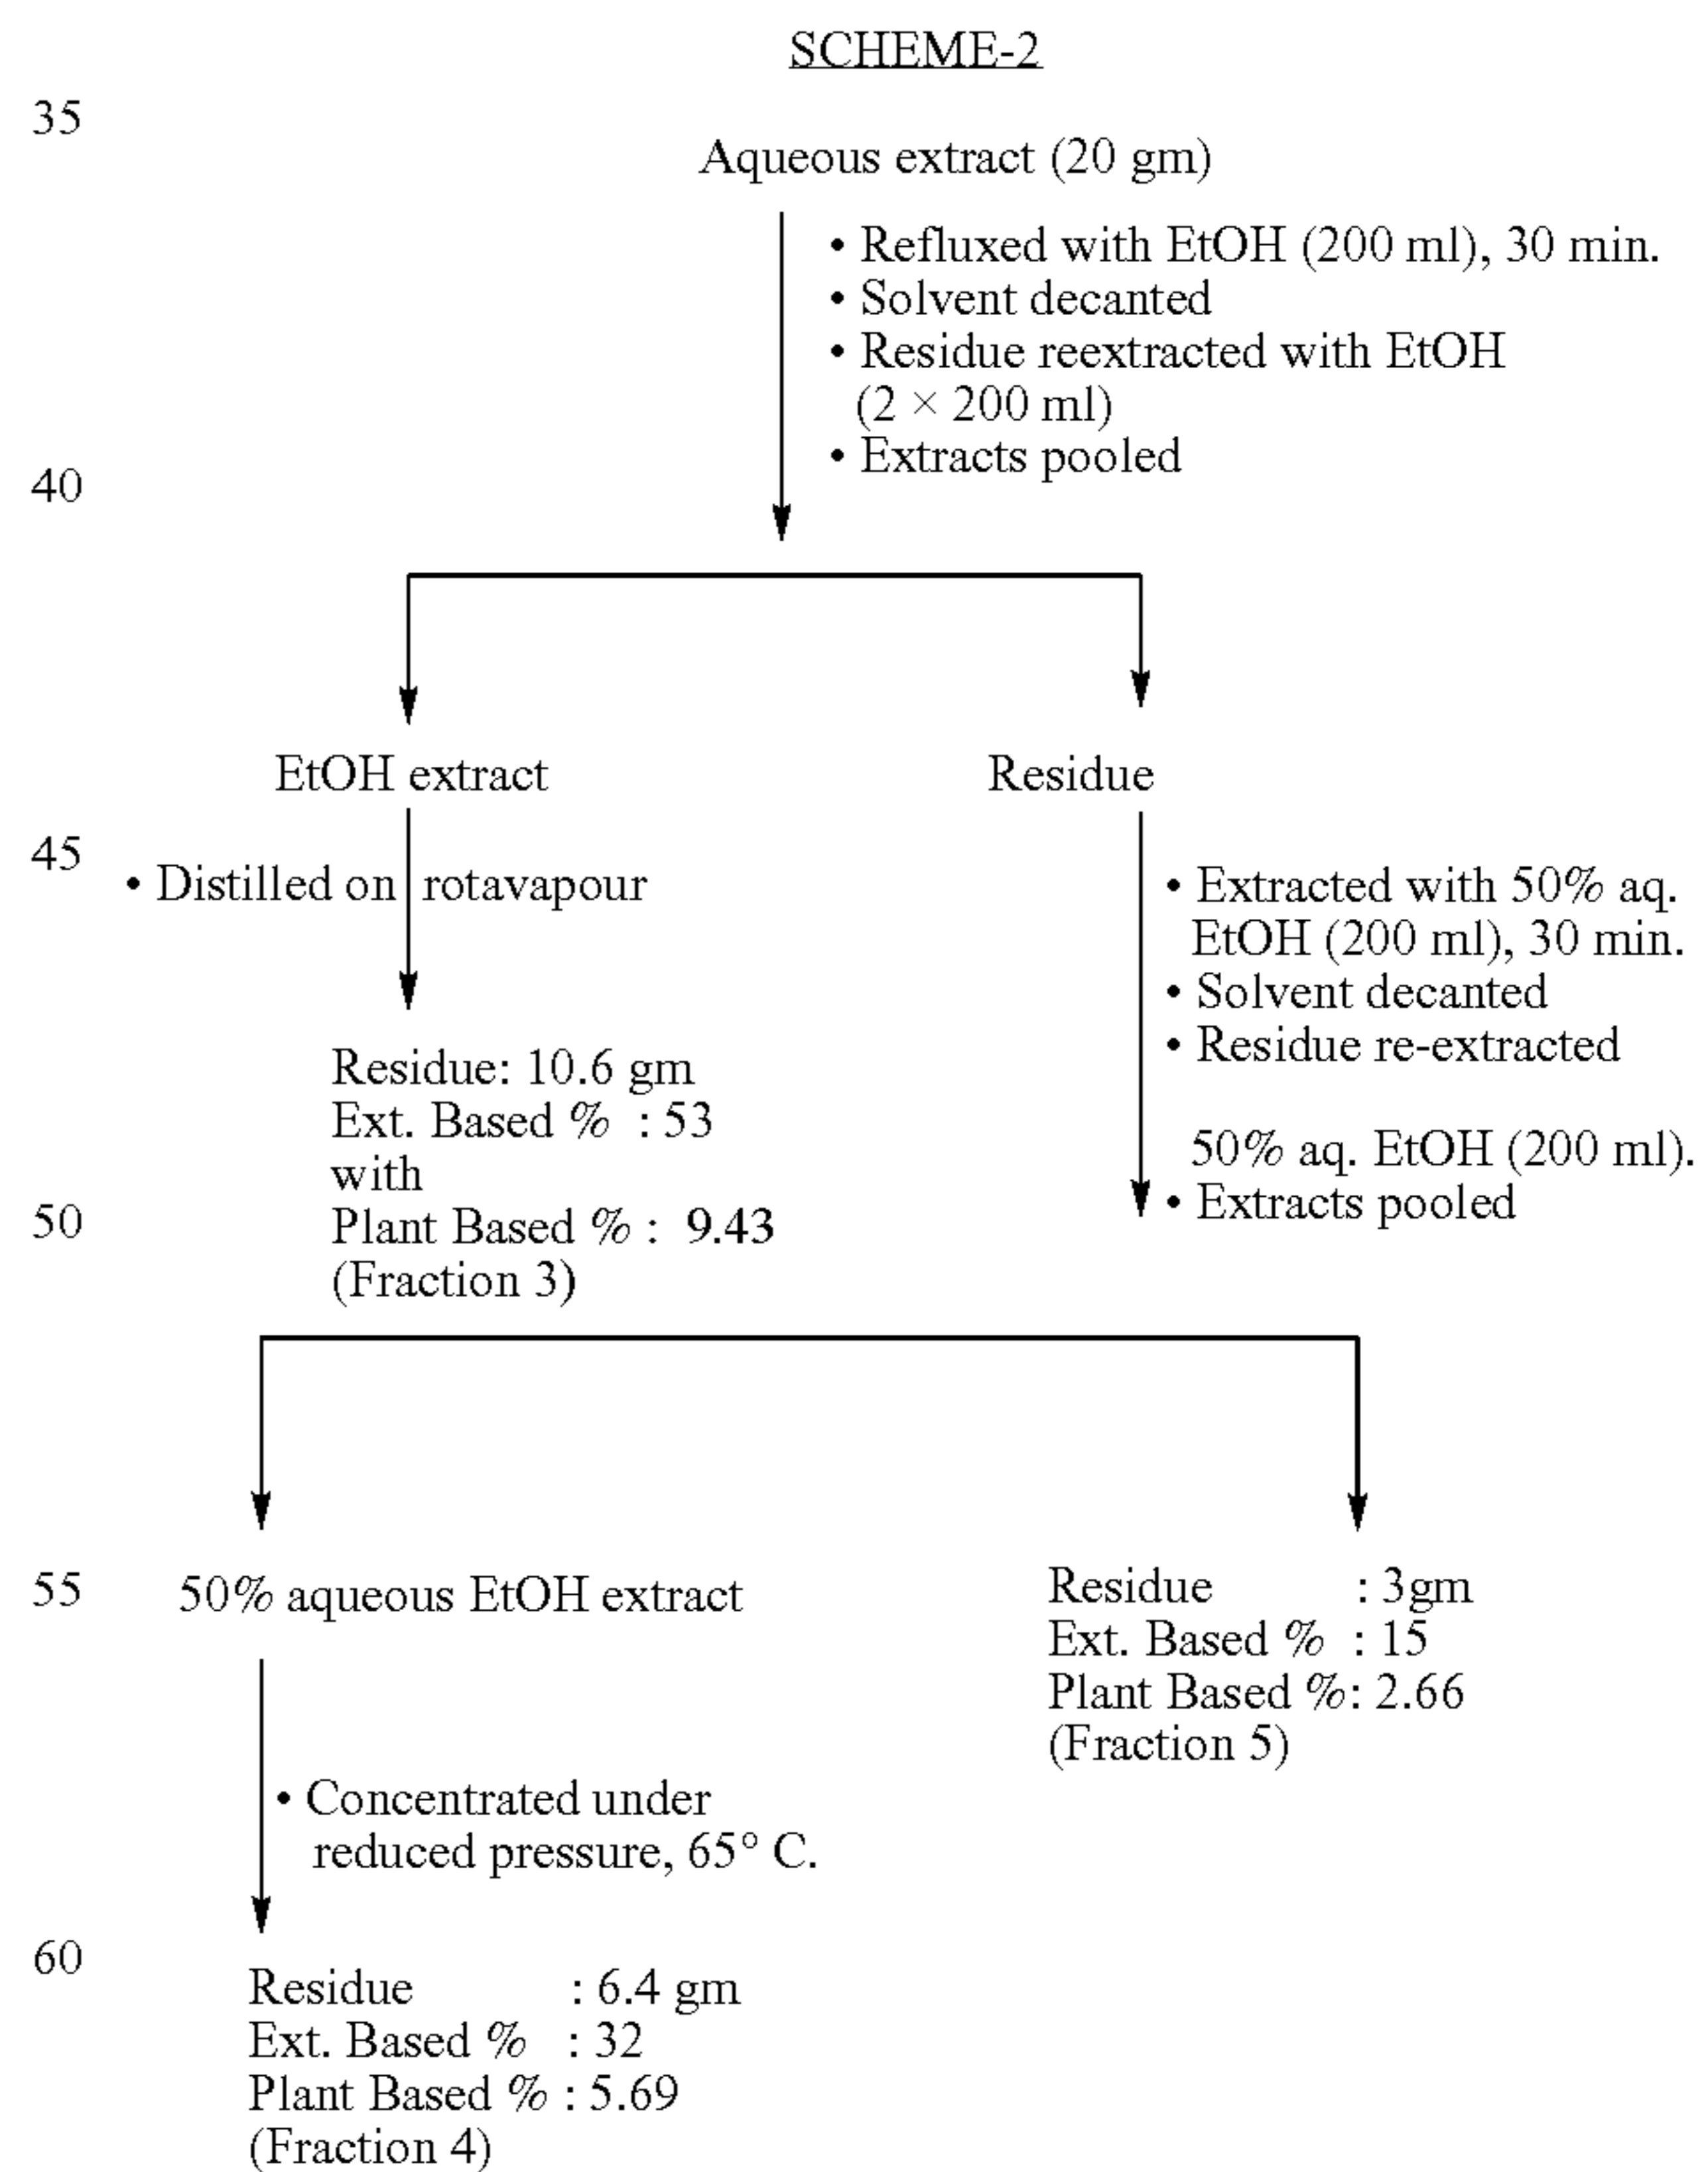 SCHEME-2
35
Aqueous extract (20 gm)
• Refluxed with EtOH (200 ml), 30 min.
• Solvent decanted
• Residue reextracted with EtOH
(2 × 200 ml)
• Extracts pooled
40
EtOH extract
Residue
45
• Distilled on rotavapour
• Extracted with 50% aq.
EtOH (200 ml), 30 min.
• Solvent decanted
• Residue re-extracted
50% aq. EtOH (200 ml).
• Extracts pooled
Residue: 10.6 gm
Ext. Based % : 53
with
Plant Based % : 9.43
(Fraction 3)
50
55
50% aqueous EtOH extract
Residue : 3gm
Ext. Based % : 15
Plant Based %: 2.66
(Fraction 5)
• Concentrated under
reduced pressure, 65° C.
60
Residue : 6.4 gm
Ext. Based % : 32
Plant Based % : 5.69
(Fraction 4)